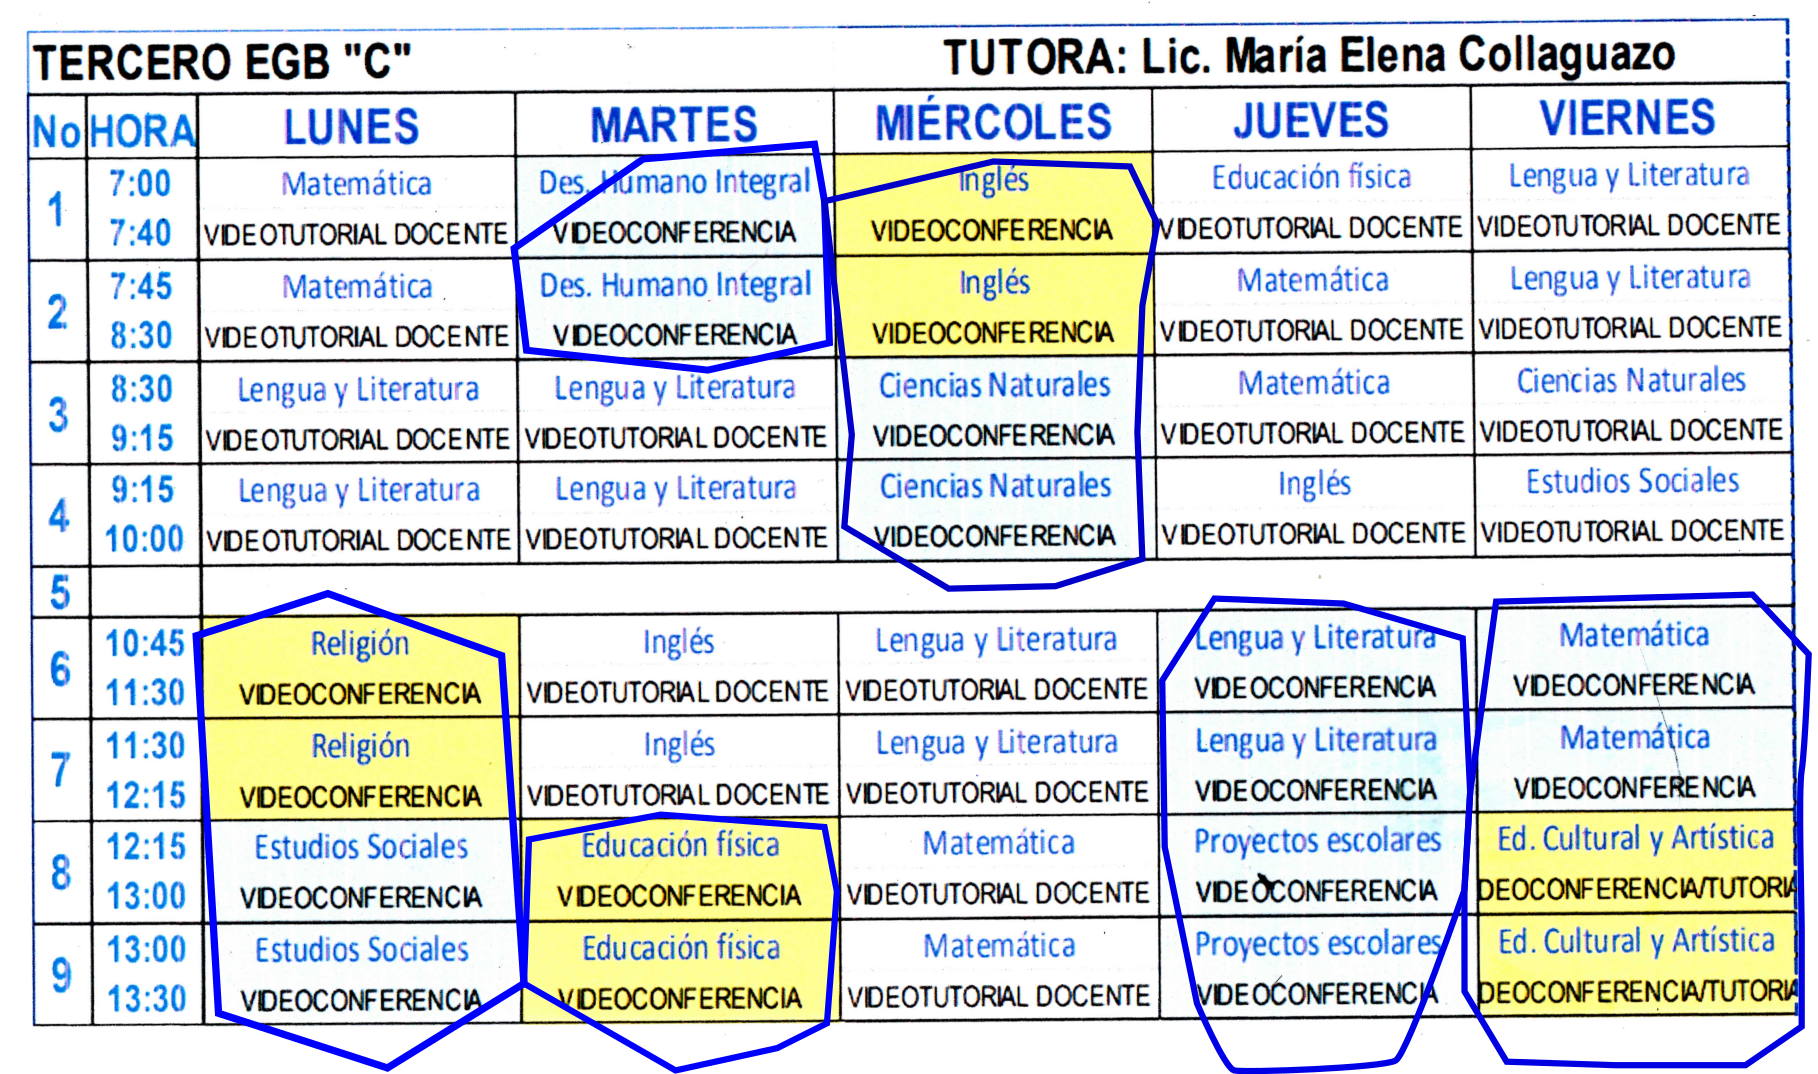 TERCERO EGB "C" TUTORA: Lic. María Elena Collaguazo
No HORA LUNES MARTES MIÉRCOLES JUEVES VIERNES
1 7:00 Matemática Des. Humano Integral Inglés Educación física Lengua y Literatura
7:40 VIDEOTUTORIAL DOCENTE VIDEOCONFERENCIA VIDEOCONFERENCIA VIDEOTUTORIAL DOCENTE VIDEOTUTORIAL DOCENTE
2 7:45 Matemática Des. Humano Integral Inglés Matemática Lengua y Literatura
8:30 VIDEOTUTORIAL DOCENTE VIDEOCONFERENCIA VIDEOCONFERENCIA VIDEOTUTORIAL DOCENTE VIDEOTUTORIAL DOCENTE
3 8:30 Lengua y Literatura Lengua y Literatura Ciencias Naturales Matemática Ciencias Naturales
9:15 VIDEOTUTORIAL DOCENTE VIDEOTUTORIAL DOCENTE VIDEOCONFERENCIA VIDEOTUTORIAL DOCENTE VIDEOTUTORIAL DOCENTE
4 9:15 Lengua y Literatura Lengua y Literatura Ciencias Naturales Inglés Estudios Sociales
10:00 VIDEOTUTORIAL DOCENTE VIDEOTUTORIAL DOCENTE VIDEOCONFERENCIA VIDEOTUTORIAL DOCENTE VIDEOTUTORIAL DOCENTE
5
6 10:45 Religión Inglés Lengua y Literatura Lengua y Literatura Matemática
11:30 VIDEOCONFERENCIA VIDEOTUTORIAL DOCENTE VIDEOTUTORIAL DOCENTE VIDEOCONFERENCIA VIDEOCONFERENCIA
7 11:30 Religión Inglés Lengua y Literatura Lengua y Literatura Matemática
12:15 VIDEOCONFERENCIA VIDEOTUTORIAL DOCENTE VIDEOTUTORIAL DOCENTE VIDEOCONFERENCIA VIDEOCONFERENCIA
8 12:15 Estudios Sociales Educación física Matemática Proyectos escolares Ed. Cultural y Artística
13:00 VIDEOCONFERENCIA VIDEOCONFERENCIA VIDEOTUTORIAL DOCENTE VIDEOCONFERENCIA DEOCONFERENCIA/TUTORIA
9 13:00 Estudios Sociales Educación física Matemática Proyectos escolares Ed. Cultural y Artística
13:30 VIDEOCONFERENCIA VIDEOCONFERENCIA VIDEOTUTORIAL DOCENTE VIDEOCONFERENCIA DEOCONFERENCIA/TUTORIA